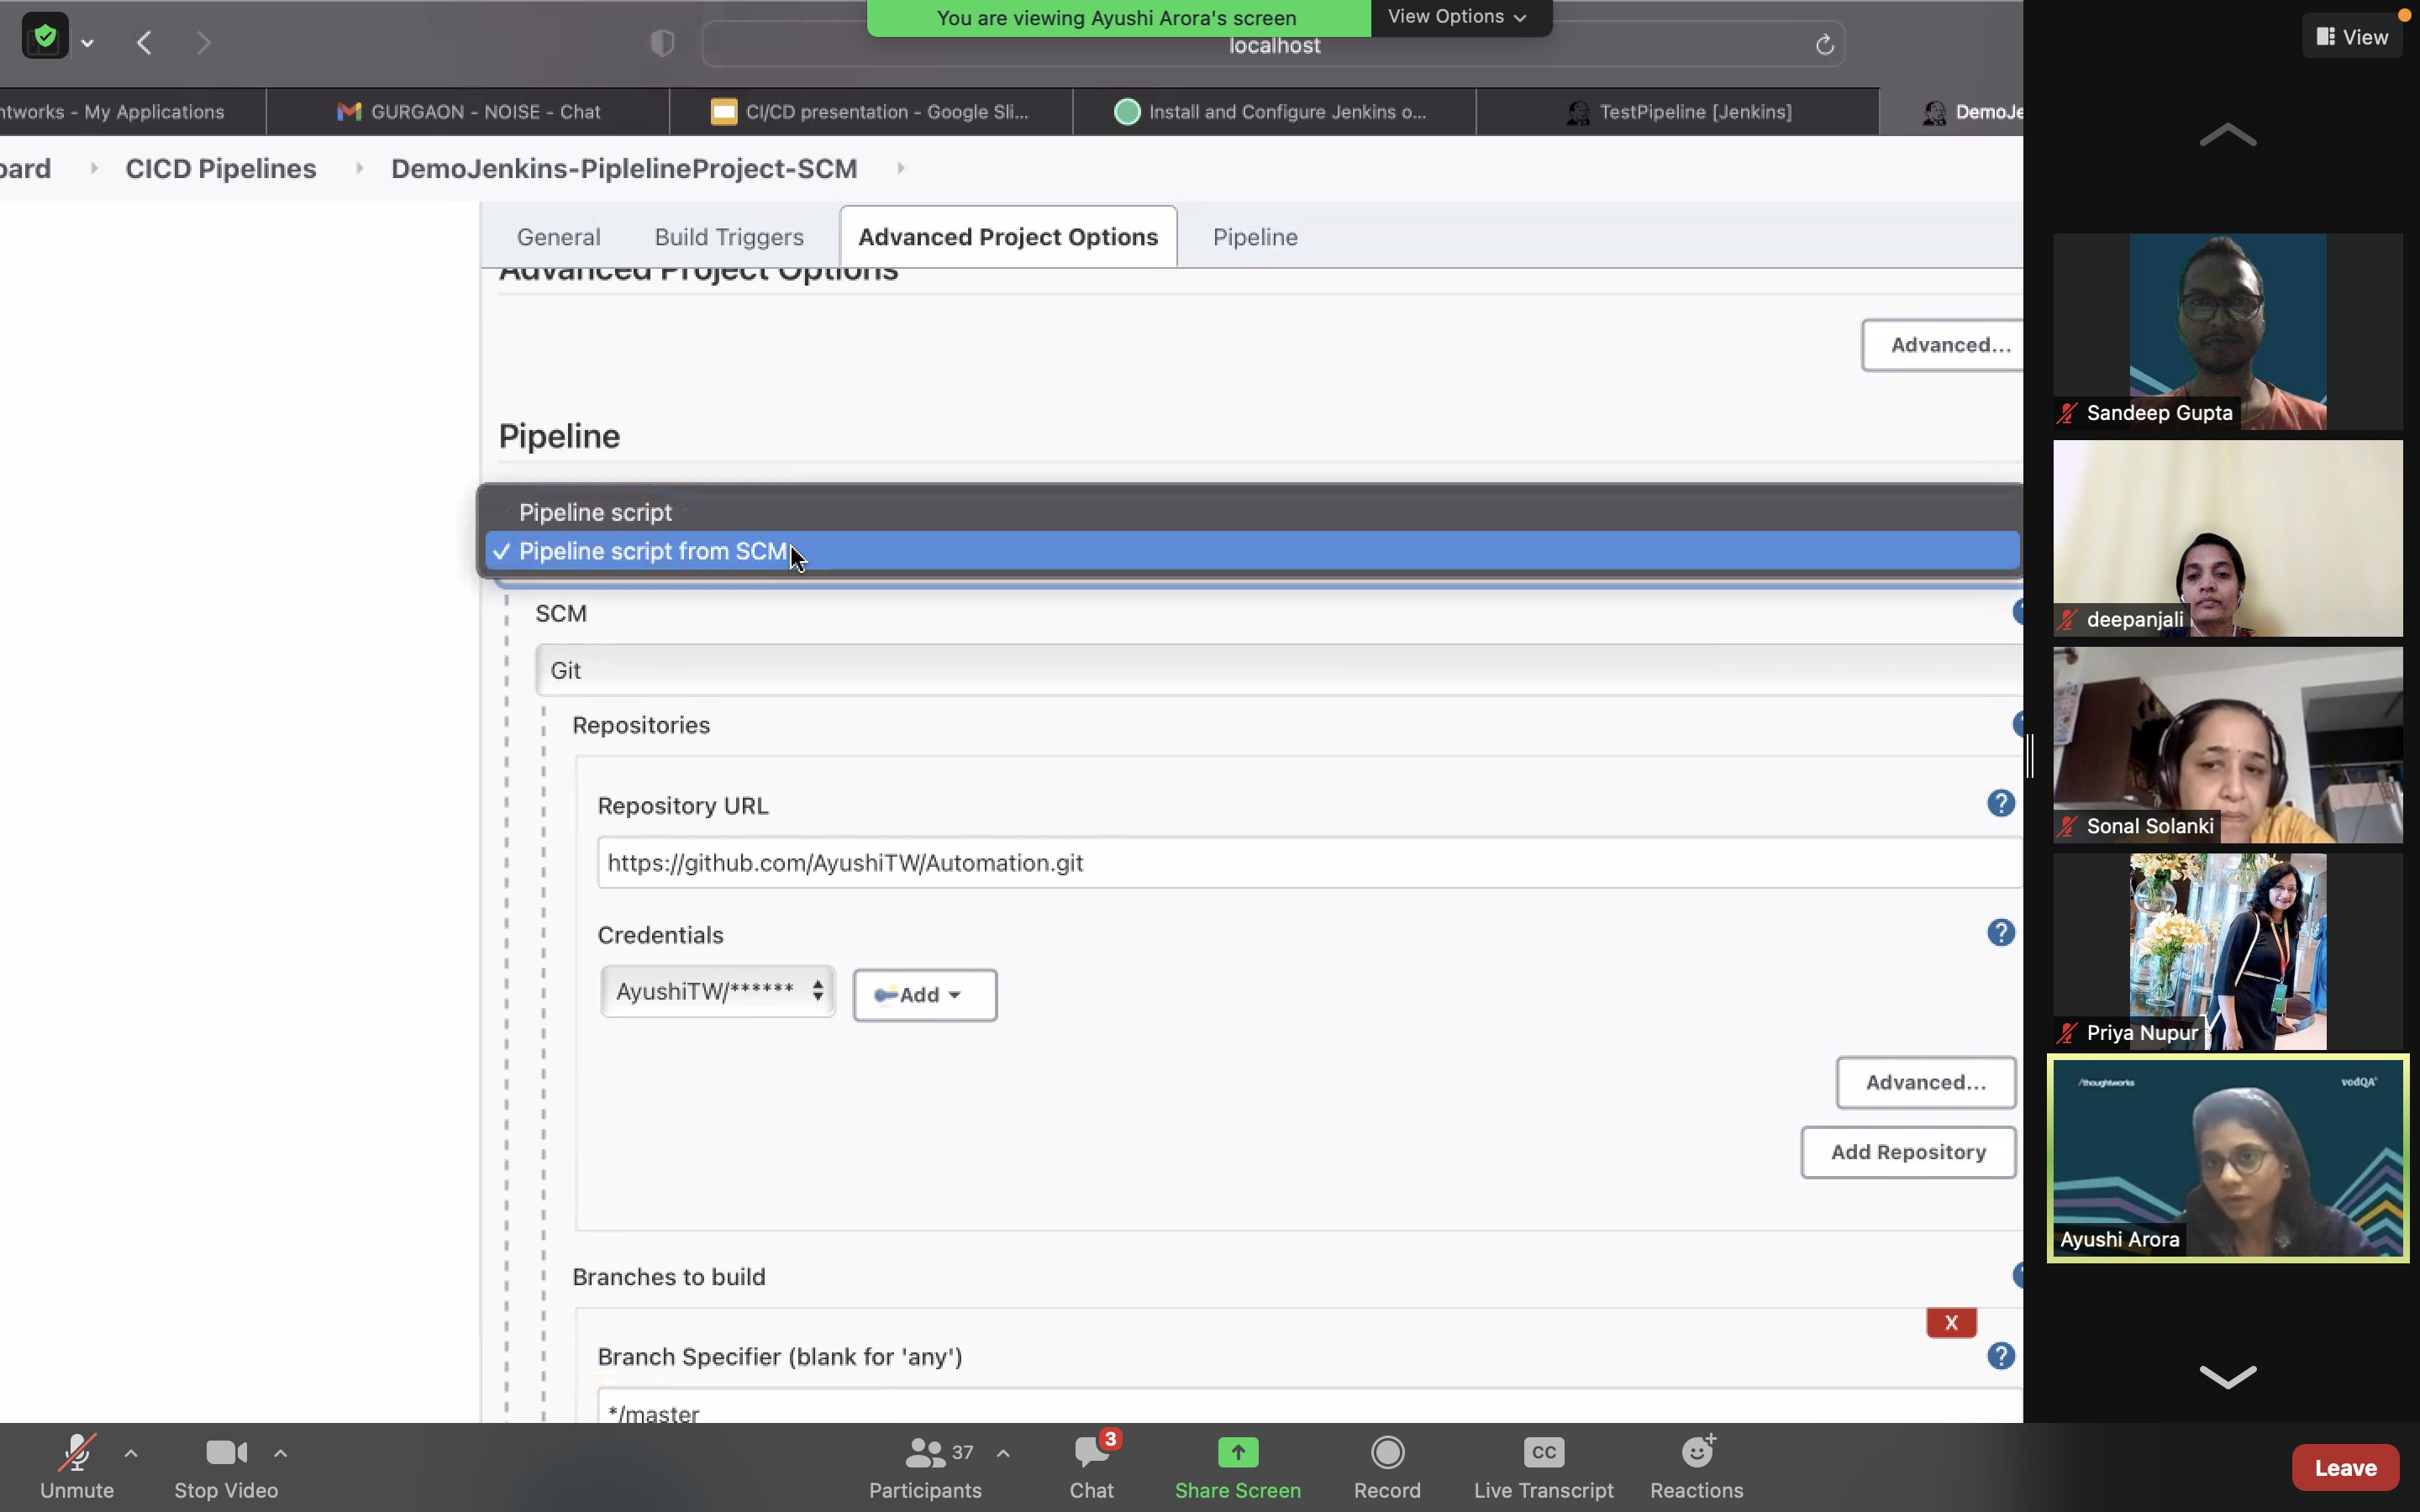 You are viewing Ayushi Arora's screen
View Options
View
localhost
ntworks - My Applications
GURGAON - NOISE - Chat
CI/CD presentation - Google Sli...
Install and Configure Jenkins o...
TestPipeline [Jenkins]
DemoJe
oard
CICD Pipelines
DemoJenkins-PiplelineProject-SCM
General
Build Triggers
Advanced Project Options
Pipeline
Advanced Project Options
Advanced...
Pipeline
Pipeline script
✓ Pipeline script from SCM
SCM
Git
Repositories
Repository URL
?
https://github.com/AyushiTW/Automation.git
Credentials
?
AyushiTW/******
Add
Advanced...
Add Repository
Branches to build
X
Branch Specifier (blank for 'any')
?
*/master
Sandeep Gupta
deepanjali
Sonal Solanki
Priya Nupur
/thoughtworks
vodQA
Ayushi Arora
Unmute
Stop Video
37
Participants
3
Chat
Share Screen
Record
CC
Live Transcript
Reactions
Leave